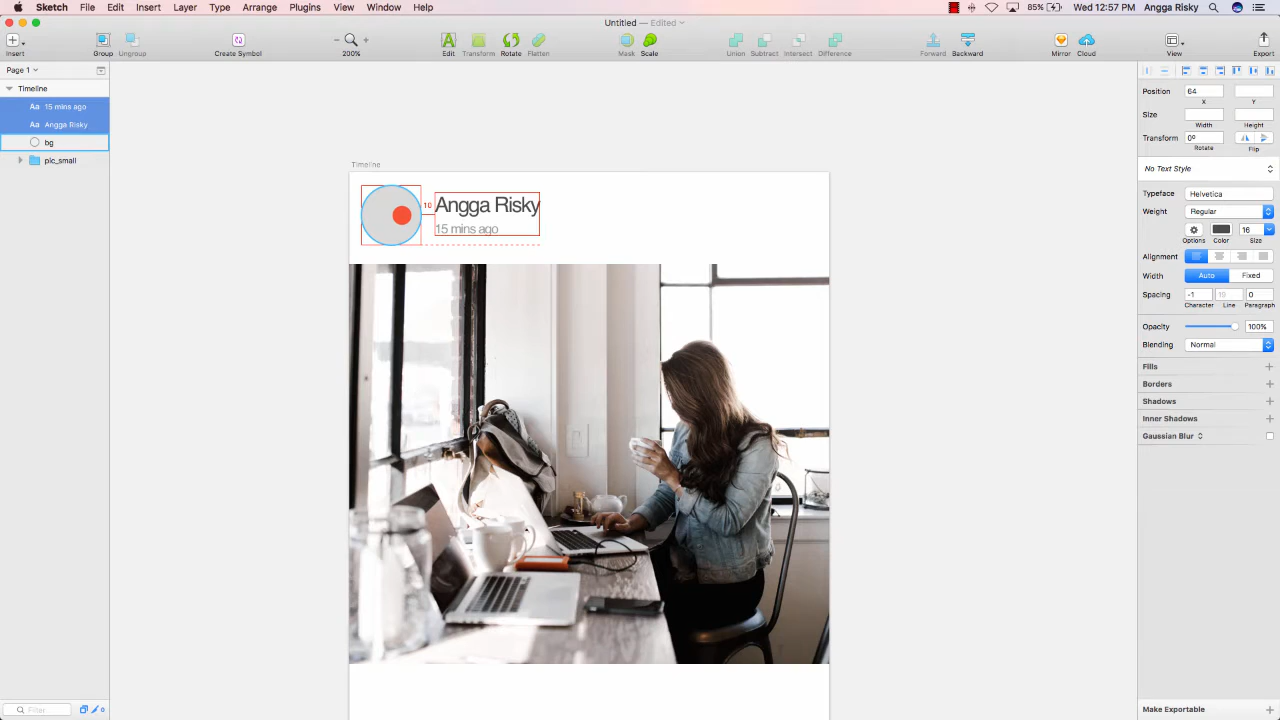 Sketch File Edit Insert Layer Type Arrange Plugins View Window Help
85% Wed 12:57 PM Angga Risky
Untitled — Edited
Insert Group Ungroup Create Symbol 200% Edit Transform Rotate Flatten Mask Scale Union Subtract Intersect Difference Forward Backward Mirror Cloud View Export
Page 1
Timeline
Aa 15 mins ago
Aa Angga Risky
bg
pic_small
Filter
0
Timeline
10
Angga Risky
15 mins ago
Position 64
X Y
Size
Width Height
Transform 0º
Rotate Flip
No Text Style
Typeface Helvetica
Weight Regular
16
Options Color Size
Alignment
Width Auto Fixed
Spacing -1 19 0
Character Line Paragraph
Opacity 100%
Blending Normal
Fills
Borders
Shadows
Inner Shadows
Gaussian Blur
Make Exportable